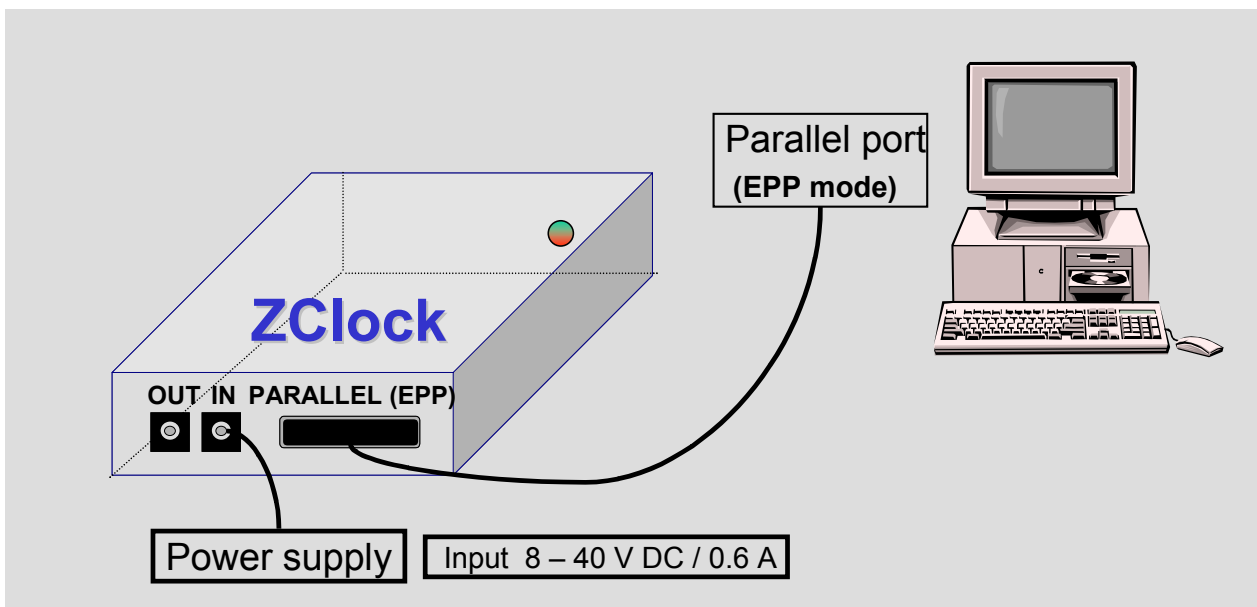 Parallel port
(EPP mode)
ZClock
OUT IN PARALLEL (EPP)
Power supply
Input 8 – 40 V DC / 0.6 A